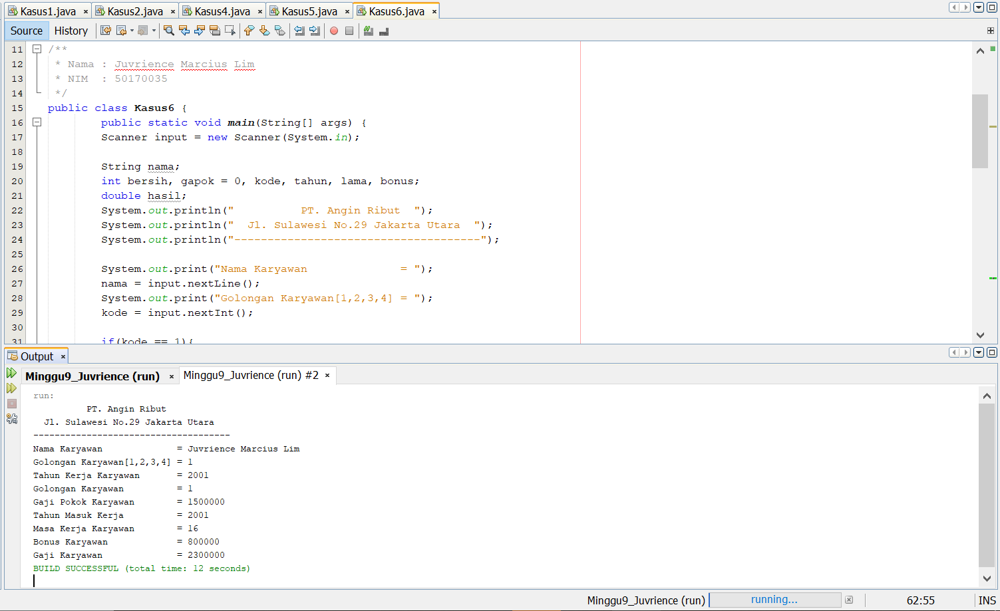 Kasus1.java × Kasus2.java × Kasus4.java × Kasus5.java × Kasus6.java ×
Source History
11 /**
12 * Nama : Juvrience Marcius Lim
13 * NIM  : 50170035
14 */
15 public class Kasus6 {
16 public static void main(String[] args) {
17 Scanner input = new Scanner(System.in);
18
19 String nama;
20 int bersih, gapok = 0, kode, tahun, lama, bonus;
21 double hasil;
22 System.out.println("          PT. Angin Ribut  ");
23 System.out.println("  Jl. Sulawesi No.29 Jakarta Utara  ");
24 System.out.println("-------------------------------------");
25
26 System.out.print("Nama Karyawan              = ");
27 nama = input.nextLine();
28 System.out.print("Golongan Karyawan[1,2,3,4] = ");
29 kode = input.nextInt();
30
31 if(kode == 1){
Output ×
Minggu9_Juvrience (run) × Minggu9_Juvrience (run) #2 ×
run:
PT. Angin Ribut
Jl. Sulawesi No.29 Jakarta Utara
-------------------------------------
Nama Karyawan              = Juvrience Marcius Lim
Golongan Karyawan[1,2,3,4] = 1
Tahun Kerja Karyawan       = 2001
Golongan Karyawan          = 1
Gaji Pokok Karyawan        = 1500000
Tahun Masuk Kerja          = 2001
Masa Kerja Karyawan        = 16
Bonus Karyawan             = 800000
Gaji Karyawan              = 2300000
BUILD SUCCESSFUL (total time: 12 seconds)
Minggu9_Juvrience (run) running... 62:55 INS